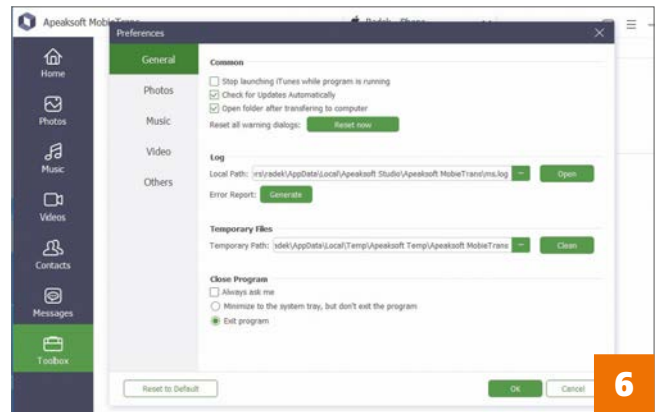 Apeaksoft MobieTrans
Preferences
Home
Photos
Music
Videos
Contacts
Messages
Toolbox
General
Photos
Music
Video
Others
Common
Stop launching iTunes while program is running
Check for Updates Automatically
Open folder after transfering to computer
Reset all warning dialogs: Reset now
Log
Local Path: ers\radek\AppData\Local\Apeaksoft Studio\Apeaksoft MobieTrans\ms.log Open
Error Report: Generate
Temporary Files
Temporary Path: adek\AppData\Local\Temp\Apeaksoft Temp\Apeaksoft MobieTrans Clean
Close Program
Always ask me
Minimize to the system tray, but don't exit the program
Exit program
Reset to Default OK Cancel
6